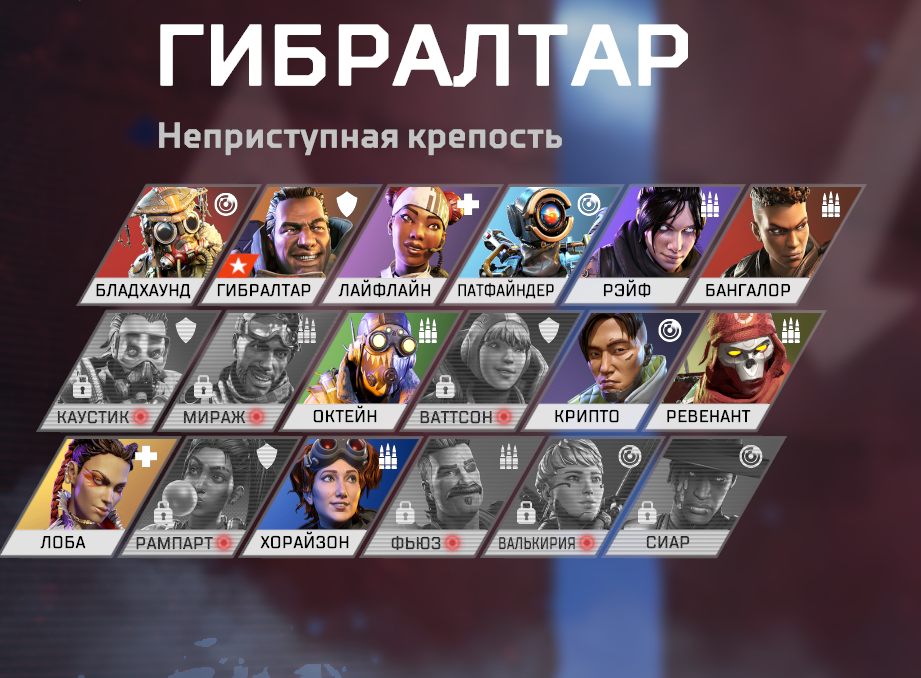 ГИБРАЛТАР
Неприступная крепость
БЛАДХАУНД ГИБРАЛТАР ЛАЙФЛАЙН ПАТФАЙНДЕР РЭЙФ БАНГАЛОР
КАУСТИК МИРАЖ ОКТЕЙН ВАТТСОН КРИПТО РЕВЕНАНТ
ЛОБА РАМПАРТ ХОРАЙЗОН ФЬЮЗ ВАЛЬКИРИЯ СИАР